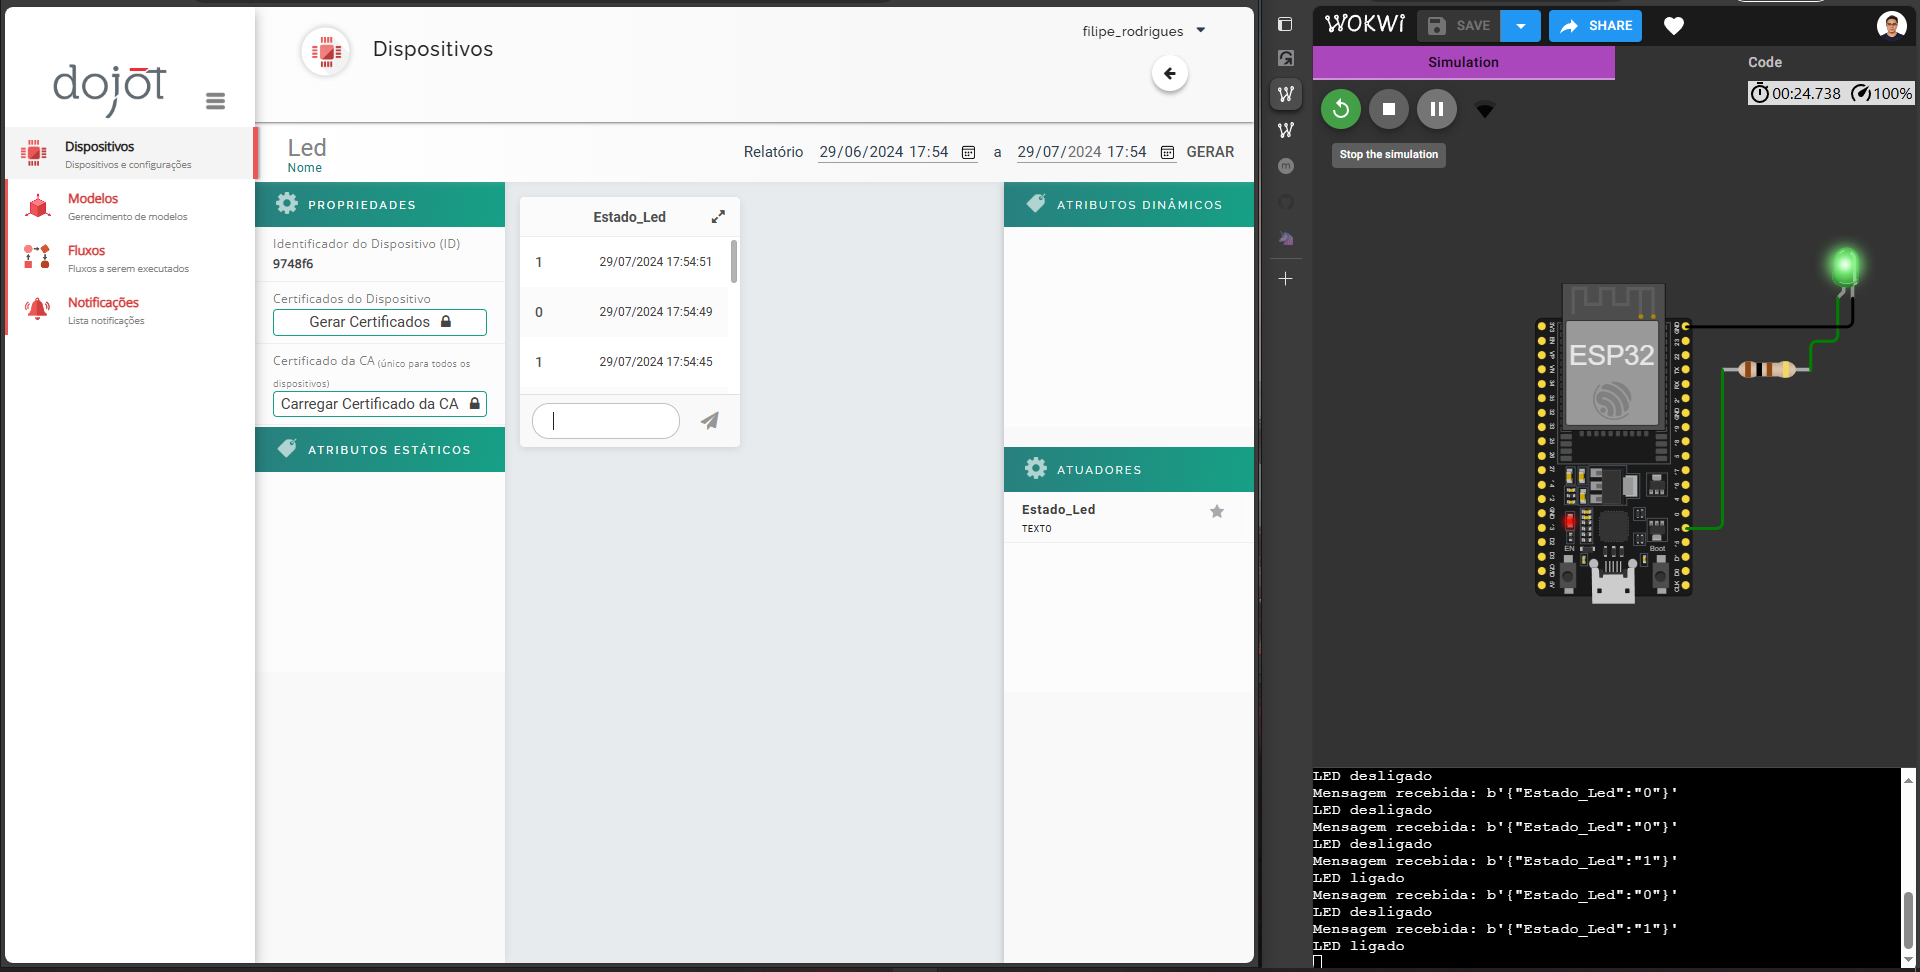 dojot
Dispositivos
Dispositivos e configurações
Modelos
Gerencimento de modelos
Fluxos
Fluxos a serem executados
Notificações
Lista notificações
Dispositivos
filipe_rodrigues
Led
Nome
Relatório 29/06/2024 17:54 a 29/07/2024 17:54 GERAR
PROPRIEDADES
Identificador do Dispositivo (ID)
9748f6
Certificados do Dispositivo
Gerar Certificados
Certificado da CA (único para todos os
dispositivos)
Carregar Certificado da CA
ATRIBUTOS ESTÁTICOS
Estado_Led
1 29/07/2024 17:54:51
0 29/07/2024 17:54:49
1 29/07/2024 17:54:45
ATRIBUTOS DINÂMICOS
ATUADORES
Estado_Led
TEXTO
WOKWI
SAVE
SHARE
Simulation
Code
00:24.738 100%
Stop the simulation
ESP32
EN
Boot
LED desligado
Mensagem recebida: b'{"Estado_Led":"0"}'
LED desligado
Mensagem recebida: b'{"Estado_Led":"0"}'
LED desligado
Mensagem recebida: b'{"Estado_Led":"1"}'
LED ligado
Mensagem recebida: b'{"Estado_Led":"0"}'
LED desligado
Mensagem recebida: b'{"Estado_Led":"1"}'
LED ligado